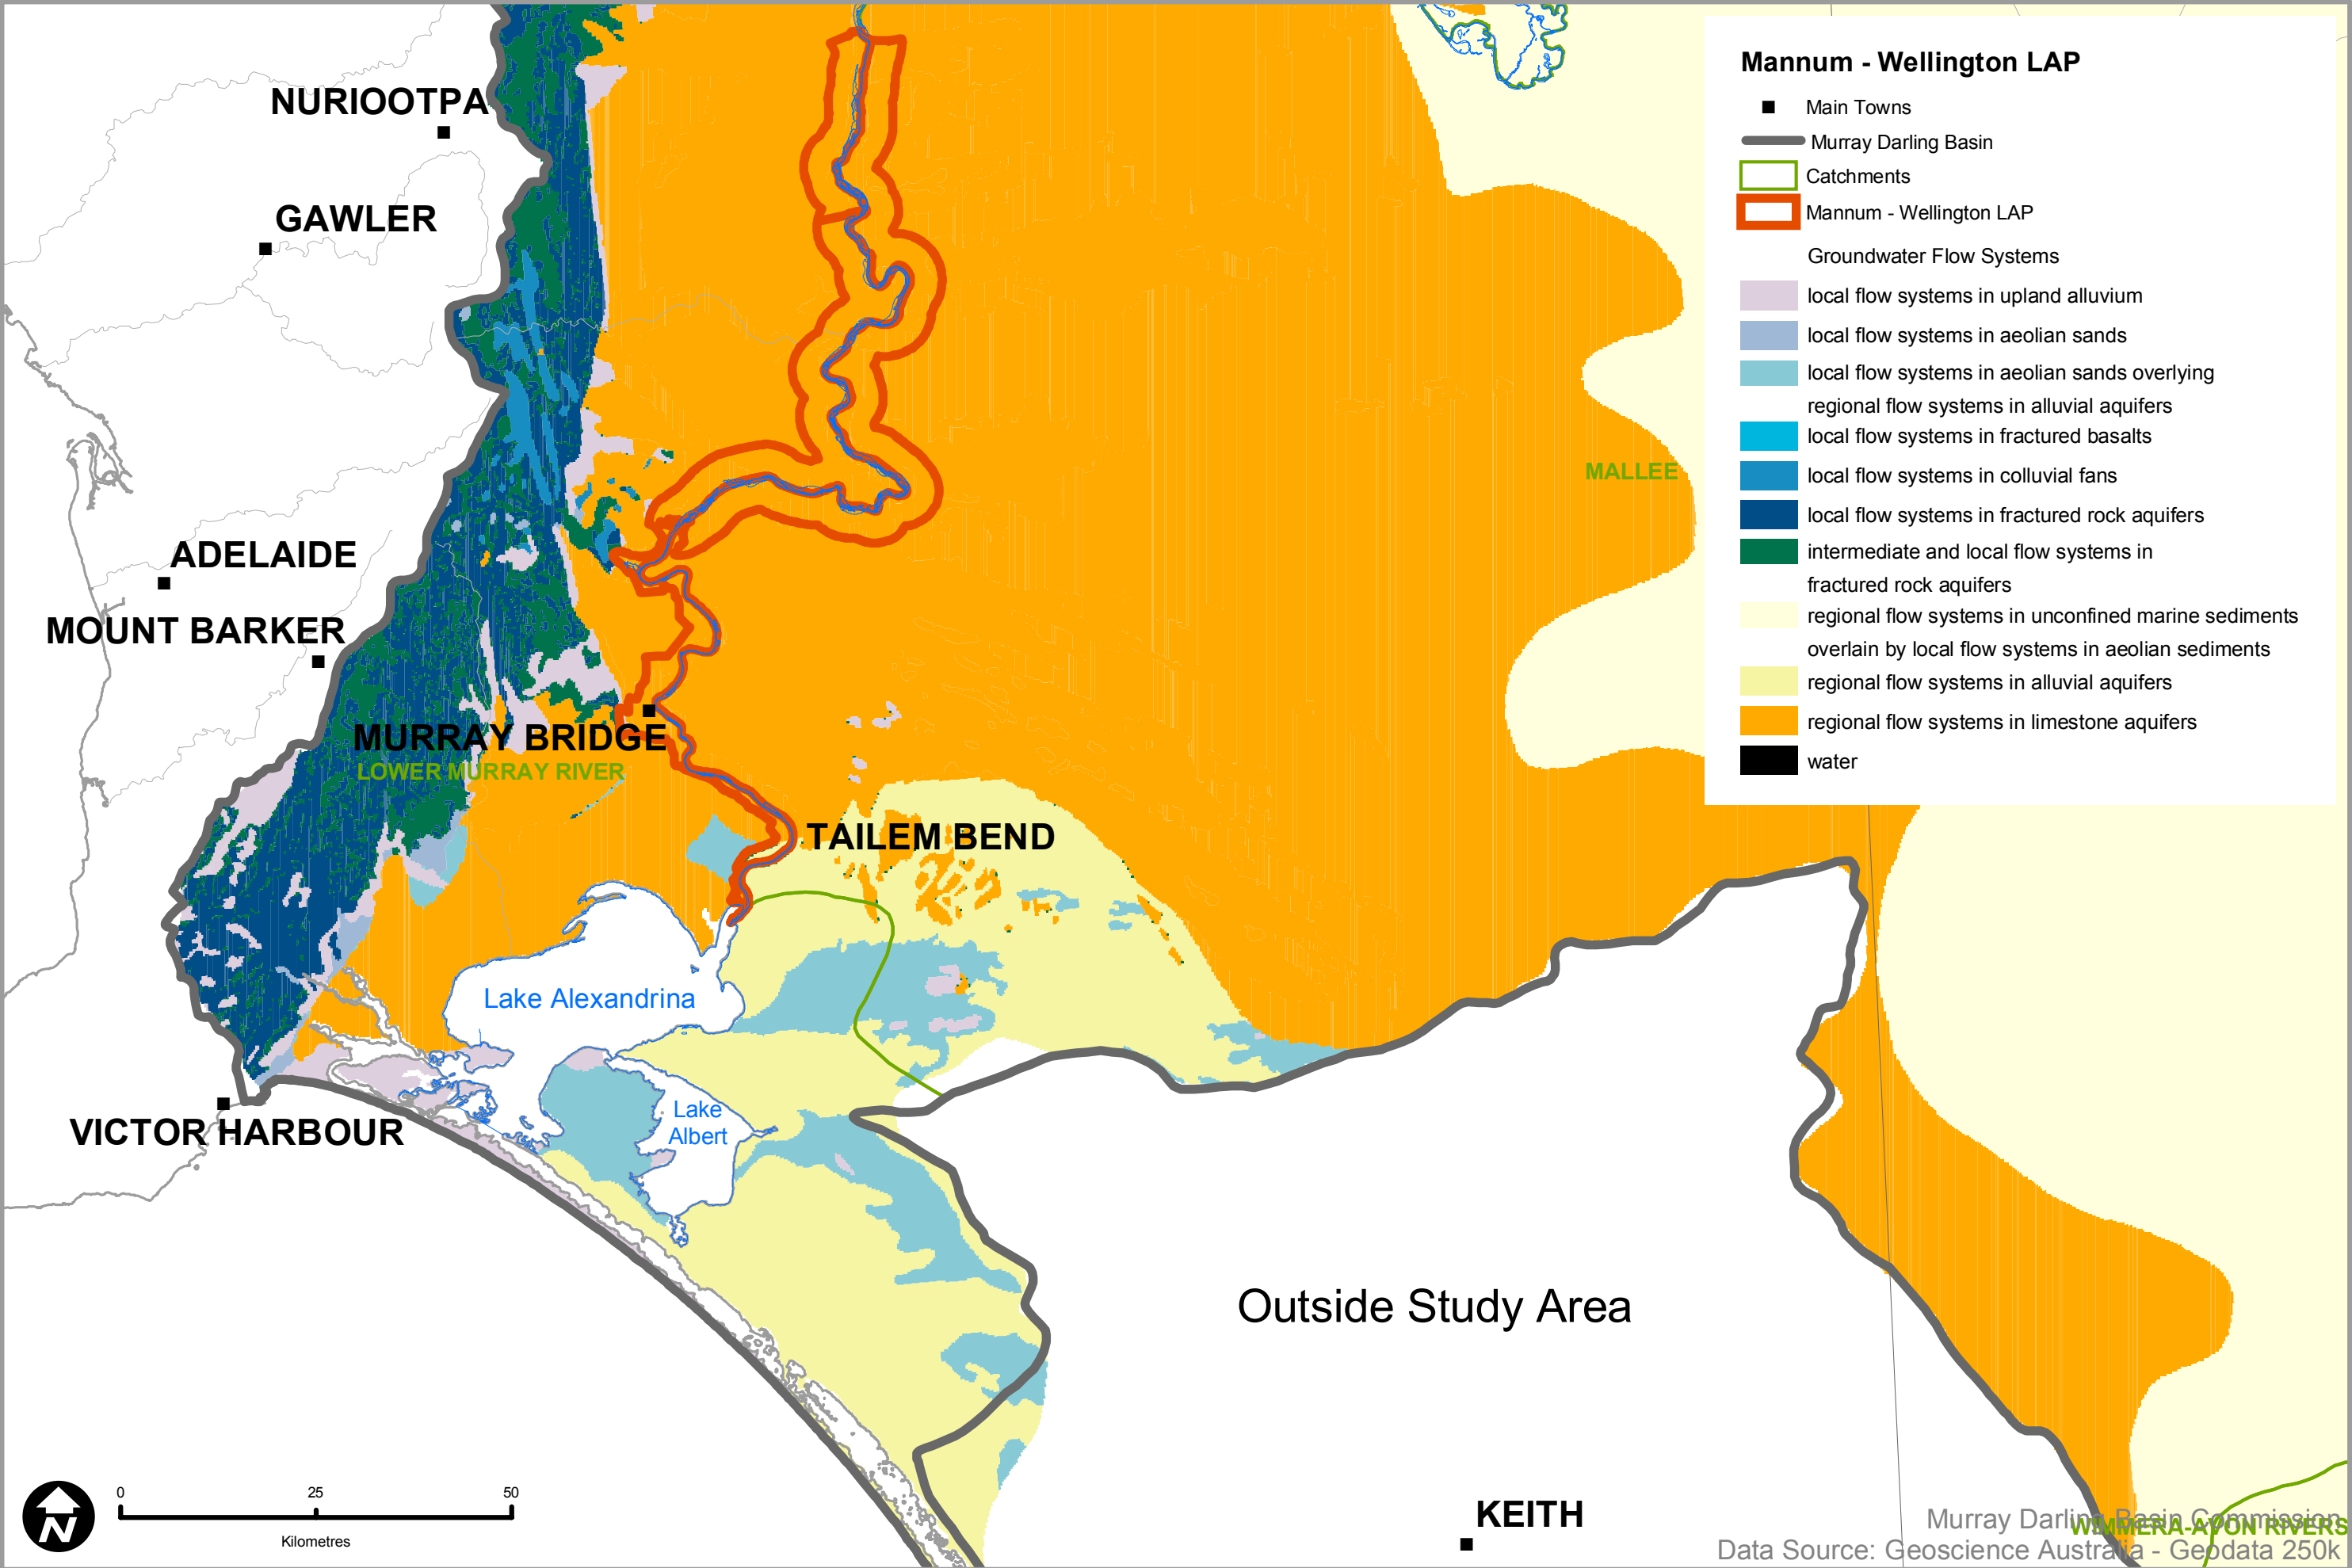 NURIOOTPA
GAWLER
ADELAIDE
MOUNT BARKER
MURRAY BRIDGE
LOWER MURRAY RIVER
TAILEM BEND
MALLEE
Lake Alexandrina
Lake
Albert
VICTOR HARBOUR
Outside Study Area
KEITH
Mannum - Wellington LAP
Main Towns
Murray Darling Basin
Catchments
Mannum - Wellington LAP
Groundwater Flow Systems
local flow systems in upland alluvium
local flow systems in aeolian sands
local flow systems in aeolian sands overlying
regional flow systems in alluvial aquifers
local flow systems in fractured basalts
local flow systems in colluvial fans
local flow systems in fractured rock aquifers
intermediate and local flow systems in
fractured rock aquifers
regional flow systems in unconfined marine sediments
overlain by local flow systems in aeolian sediments
regional flow systems in alluvial aquifers
regional flow systems in limestone aquifers
water
N
0 25 50
Kilometres
Murray Darling Basin Commission
WIMMERA-AVON RIVERS
Data Source: Geoscience Australia - Geodata 250k